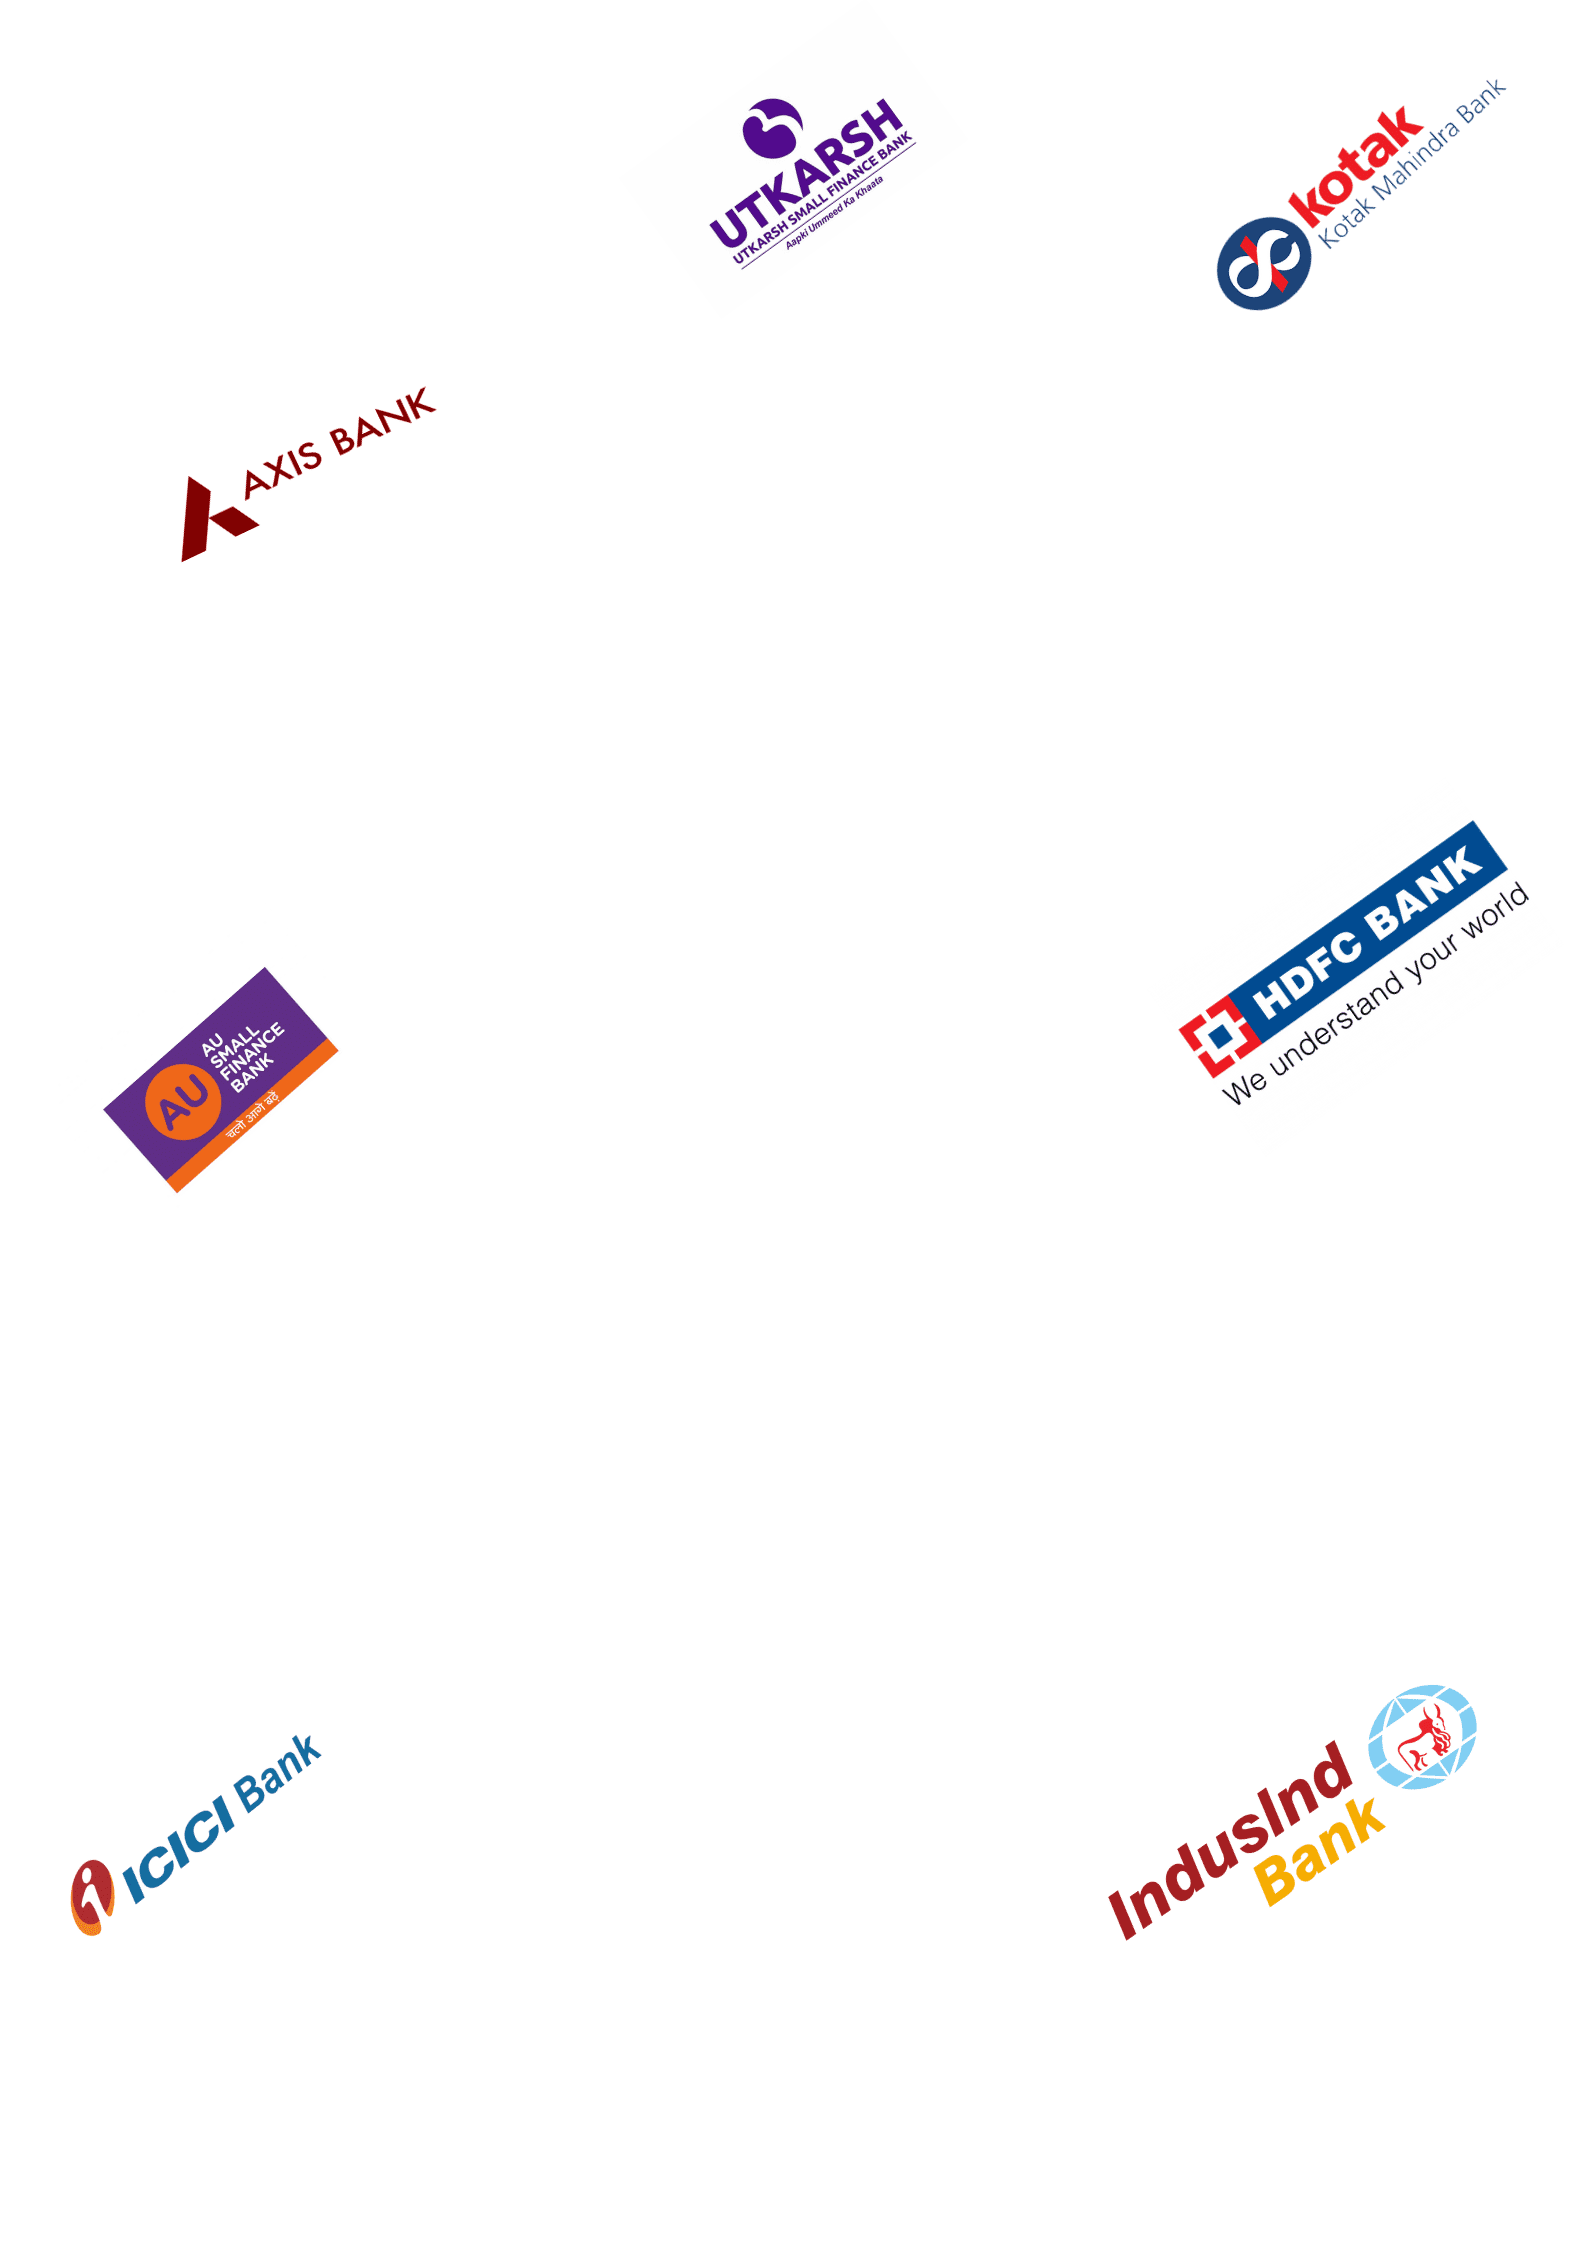 UTKARSH
UTKARSH SMALL FINANCE BANK
Aapki Ummeed Ka Khaata
kotak
Kotak Mahindra Bank
AXIS BANK
HDFC BANK
We understand your world
AU
AU
SMALL
FINANCE
BANK
चलो आगे बढ़ें
ICICI Bank
IndusInd
Bank